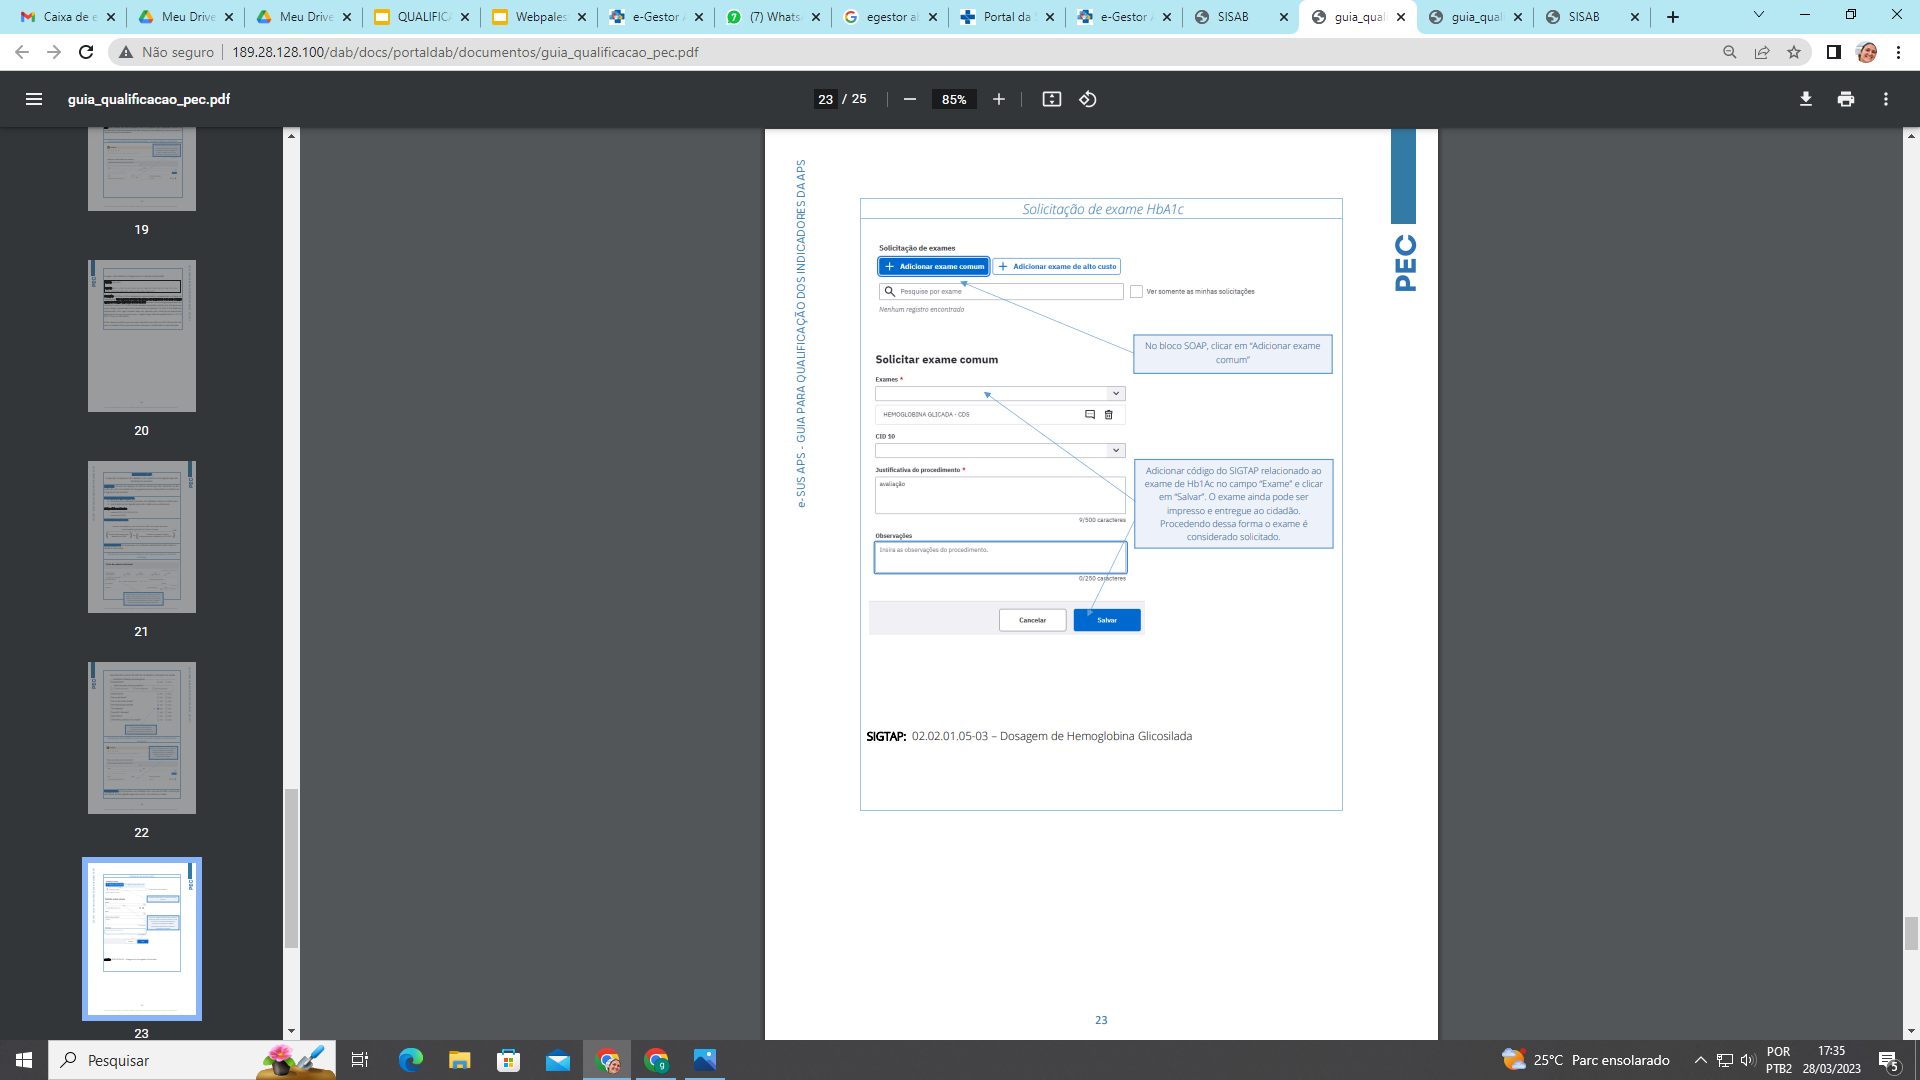 Caixa de e
Meu Drive
Meu Drive
QUALIFICA
Webpales
e-Gestor A
(7) Whats
egestor ab
Portal da
e-Gestor A
SISAB
guia_qual
guia_qual
SISAB
Não seguro
189.28.128.100/dab/docs/portaldab/documentos/guia_qualificacao_pec.pdf
guia_qualificacao_pec.pdf
23 / 25
85%
19
20
21
22
23
e-SUS APS - GUIA PARA QUALIFICAÇÃO DOS INDICADORES DA APS
PEC
Solicitação de exame HbA1c
Solicitação de exames
+ Adicionar exame comum
+ Adicionar exame de alto custo
Pesquise por exame
Ver somente as minhas solicitações
Nenhum registro encontrado
No bloco SOAP, clicar em “Adicionar exame
comum”
Solicitar exame comum
Exames *
HEMOGLOBINA GLICADA - CDS
CID 10
Justificativa do procedimento *
avaliação
9/500 caracteres
Adicionar código do SIGTAP relacionado ao
exame de Hb1Ac no campo “Exame” e clicar
em “Salvar”. O exame ainda pode ser
impresso e entregue ao cidadão.
Procedendo dessa forma o exame é
considerado solicitado.
Observações
Insira as observações do procedimento.
0/250 caracteres
Cancelar
Salvar
SIGTAP: 02.02.01.05-03 – Dosagem de Hemoglobina Glicosilada
23
Pesquisar
25°C Parc ensolarado
POR
PTB2
17:35
28/03/2023
5